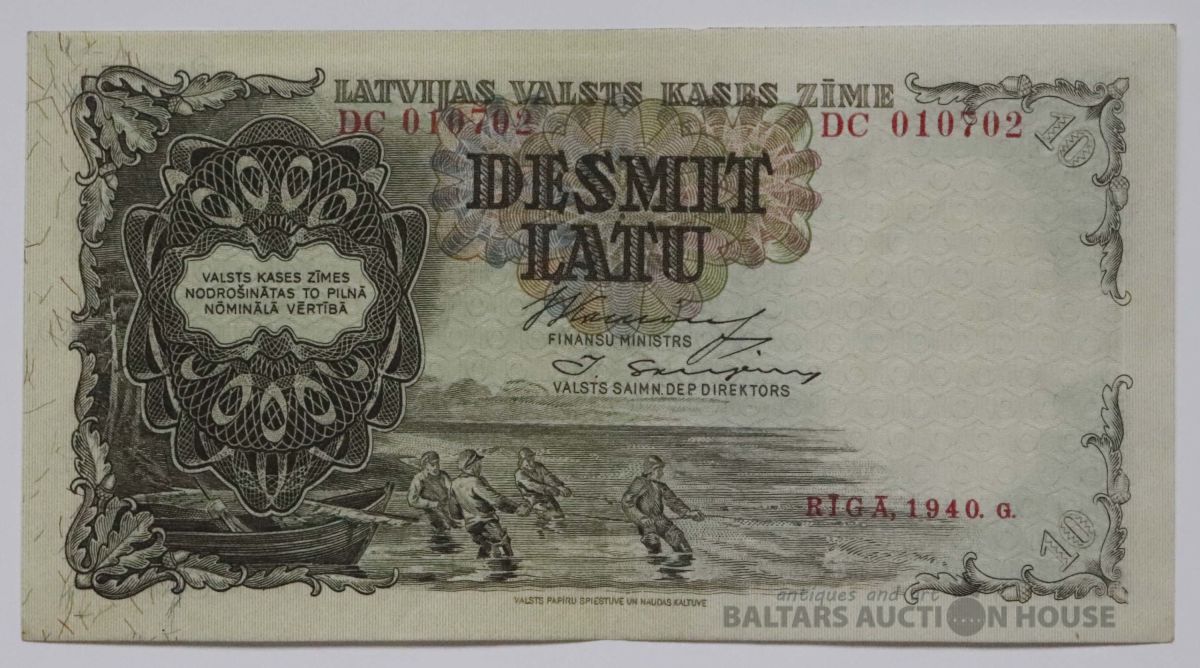 LATVIJAS VALSTS KASES ZĪME
DC 010702
DC 010702
10
DESMIT
LATU
VALSTS KASES ZĪMES
NODROŠINĀTAS TO PILNĀ
NŌMINĀLĀ VĒRTĪBĀ
FINANSU MINISTRS
VALSTS SAIMN. DEP. DIREKTORS
RĪGĀ, 1940. G.
10
VALSTS PAPĪRU SPIESTUVE UN NAUDAS KALTUVE
antiques and art
BALTARS AUCTION HOUSE